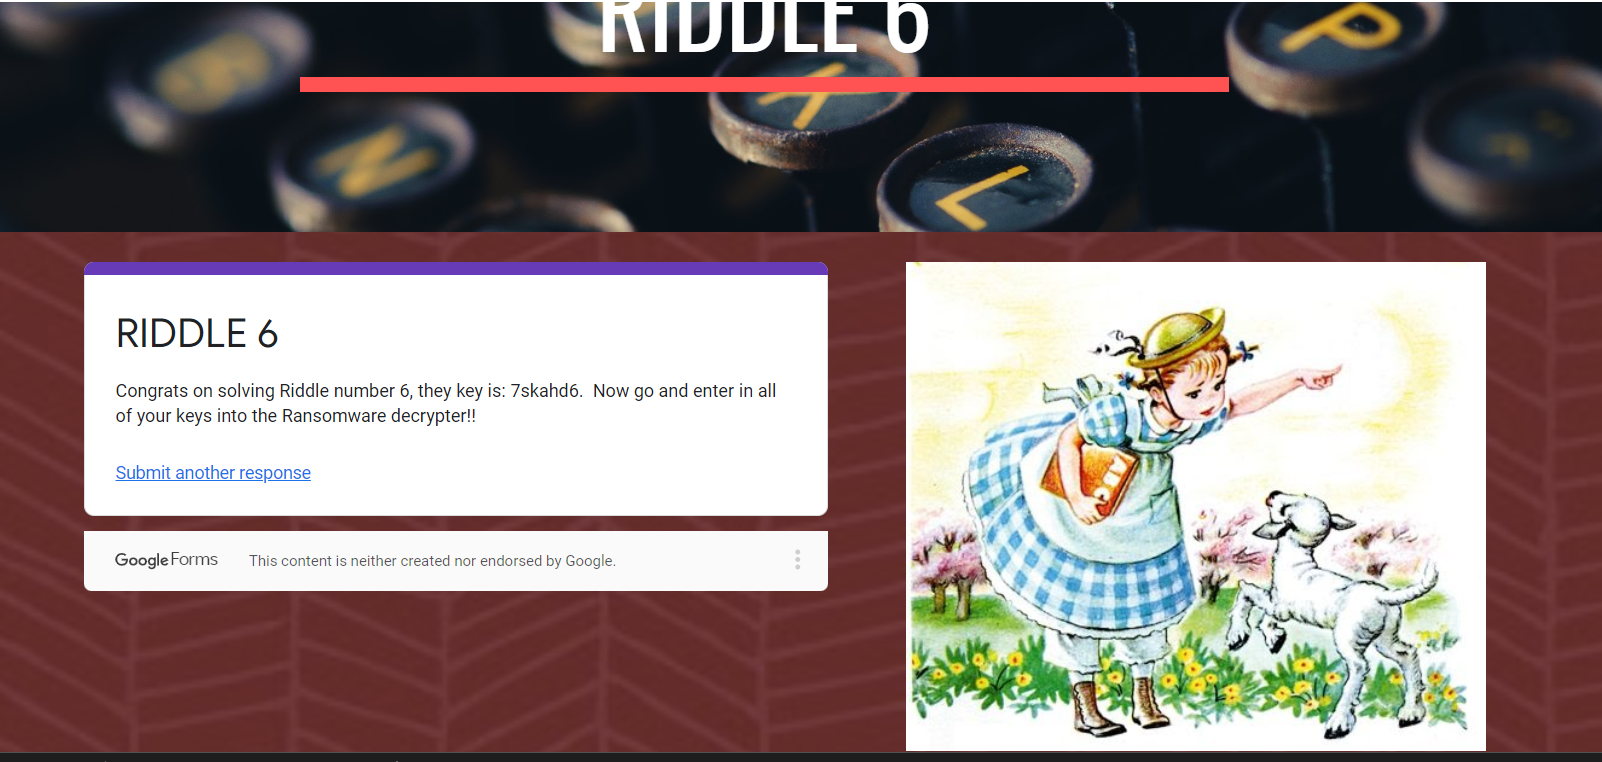 RIDDLE 6
P
N
L
RIDDLE 6
Congrats on solving Riddle number 6, they key is: 7skahd6.  Now go and enter in all
of your keys into the Ransomware decrypter!!
Submit another response
Google Forms
This content is neither created nor endorsed by Google.